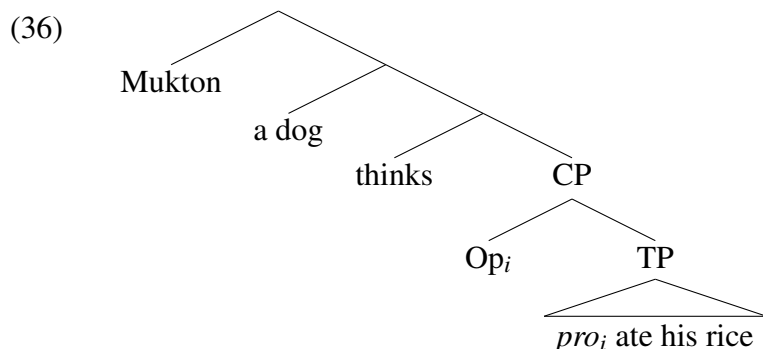 (36)
Mukton
a dog
thinks CP
Opi TP
proi ate his rice